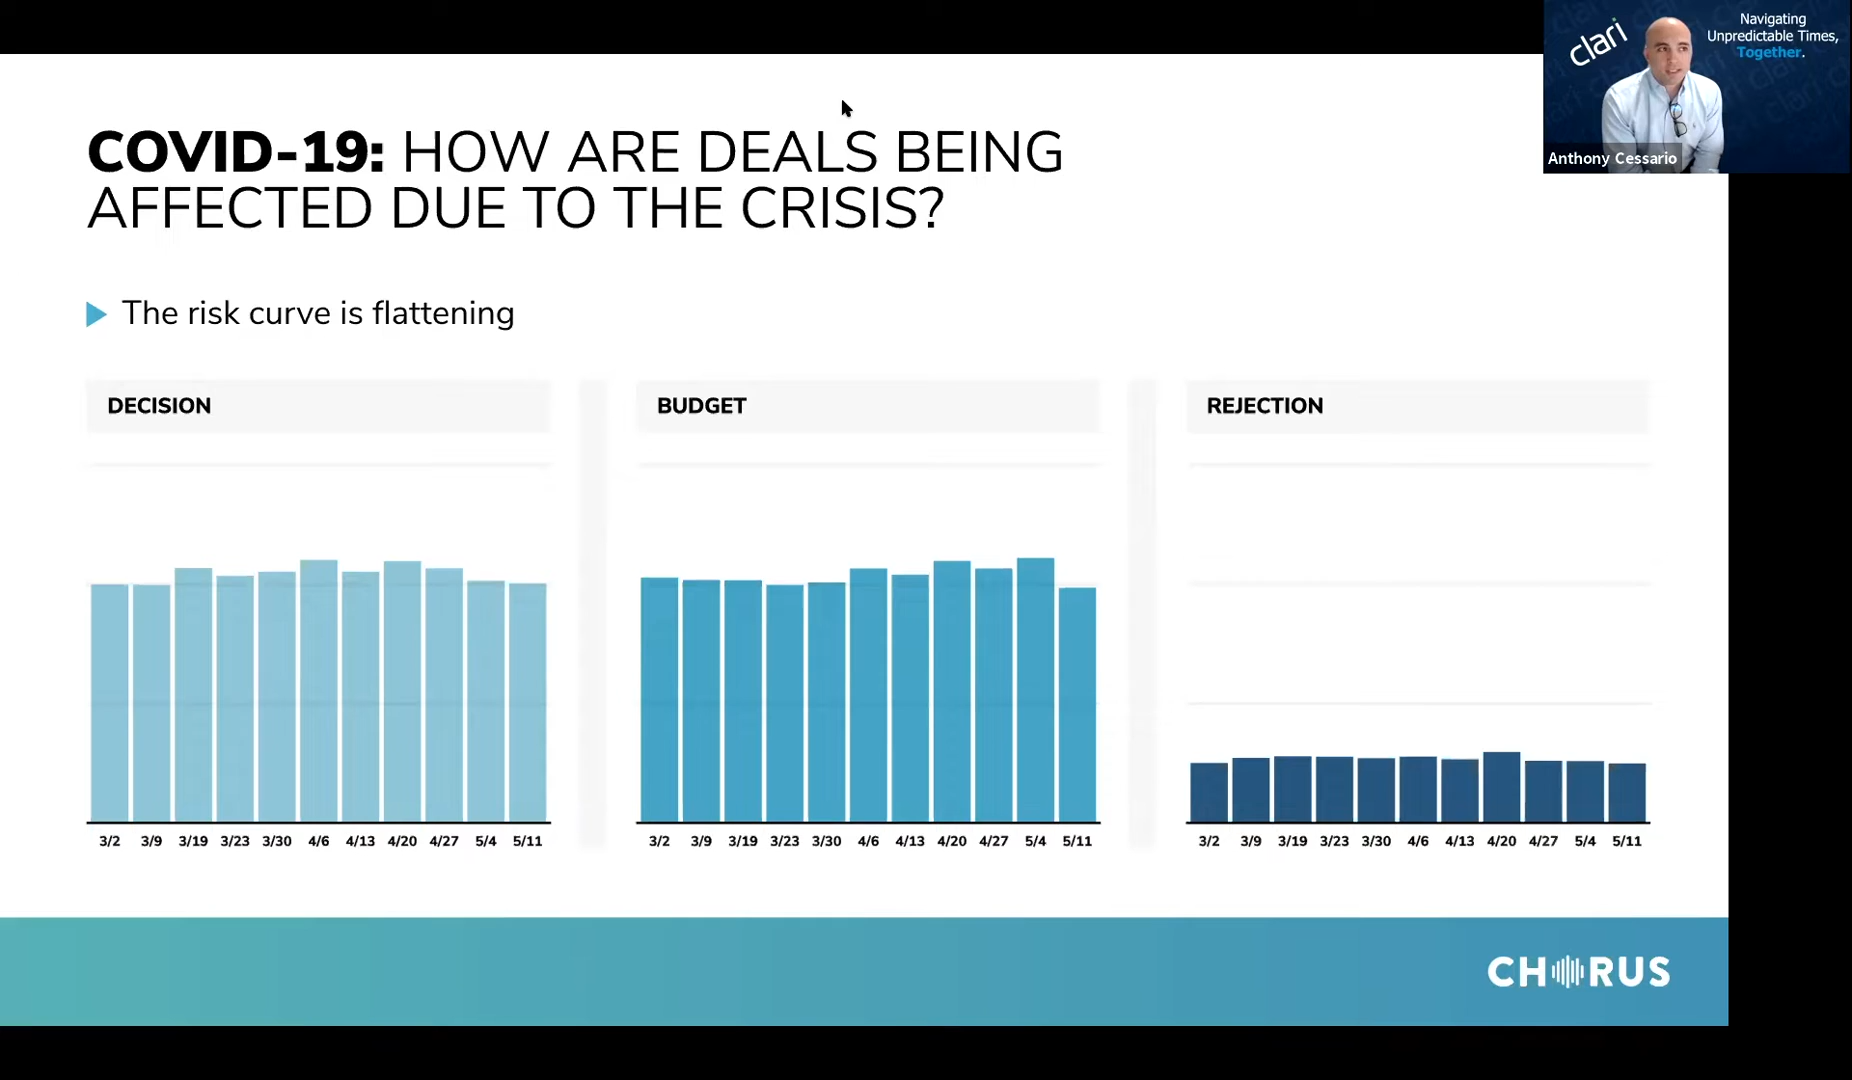 clari
Navigating
Unpredictable Times,
Together.
Anthony Cessario
COVID-19: HOW ARE DEALS BEING
AFFECTED DUE TO THE CRISIS?
The risk curve is flattening
DECISION
3/2 3/9 3/19 3/23 3/30 4/6 4/13 4/20 4/27 5/4 5/11
BUDGET
3/2 3/9 3/19 3/23 3/30 4/6 4/13 4/20 4/27 5/4 5/11
REJECTION
3/2 3/9 3/19 3/23 3/30 4/6 4/13 4/20 4/27 5/4 5/11
CHORUS